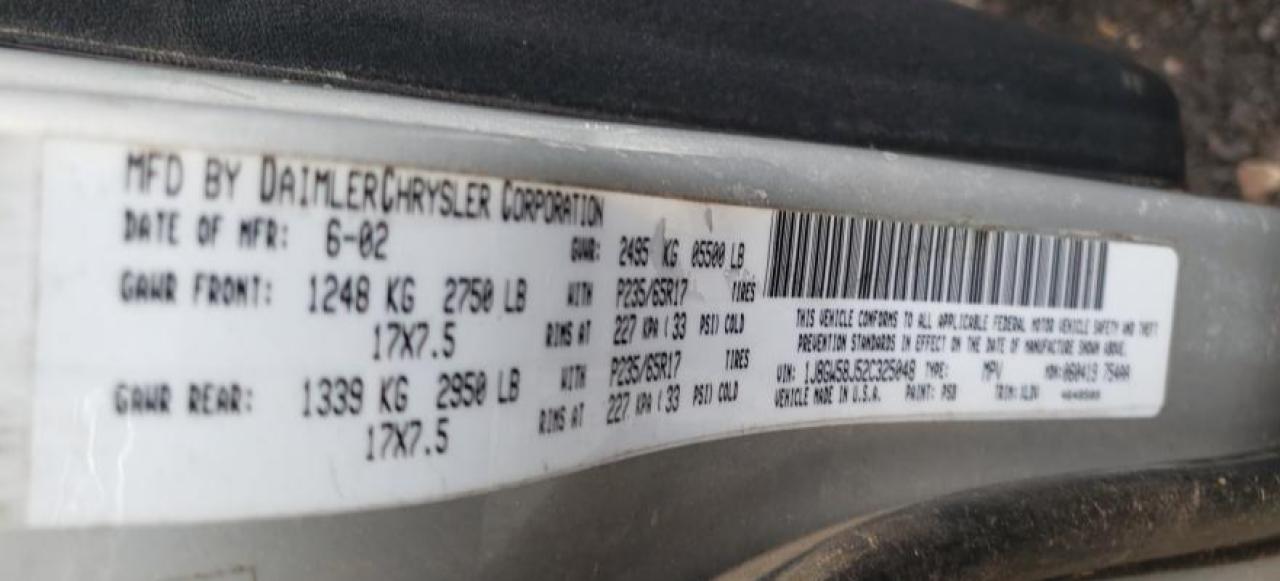 MFD BY DAIMLERCHRYSLER CORPORATION
DATE OF MFR: 6-02 GVWR: 2495 KG 05500 LB
GAWR FRONT: 1248 KG 2750 LB WITH P235/65R17 TIRES
17X7.5 RIMS AT 227 KPA (33 PSI) COLD
GAWR REAR: 1339 KG 2950 LB WITH P235/65R17 TIRES
17X7.5 RIMS AT 227 KPA (33 PSI) COLD
THIS VEHICLE CONFORMS TO ALL APPLICABLE FEDERAL MOTOR VEHICLE SAFETY AND THEFT
PREVENTION STANDARDS IN EFFECT ON THE DATE OF MANUFACTURE SHOWN ABOVE.
VIN: 1J8GW58J52C325048 TYPE: MPV MDH: 060419 
VEHICLE MADE IN U.S.A. PAINT: PSB TRIM: